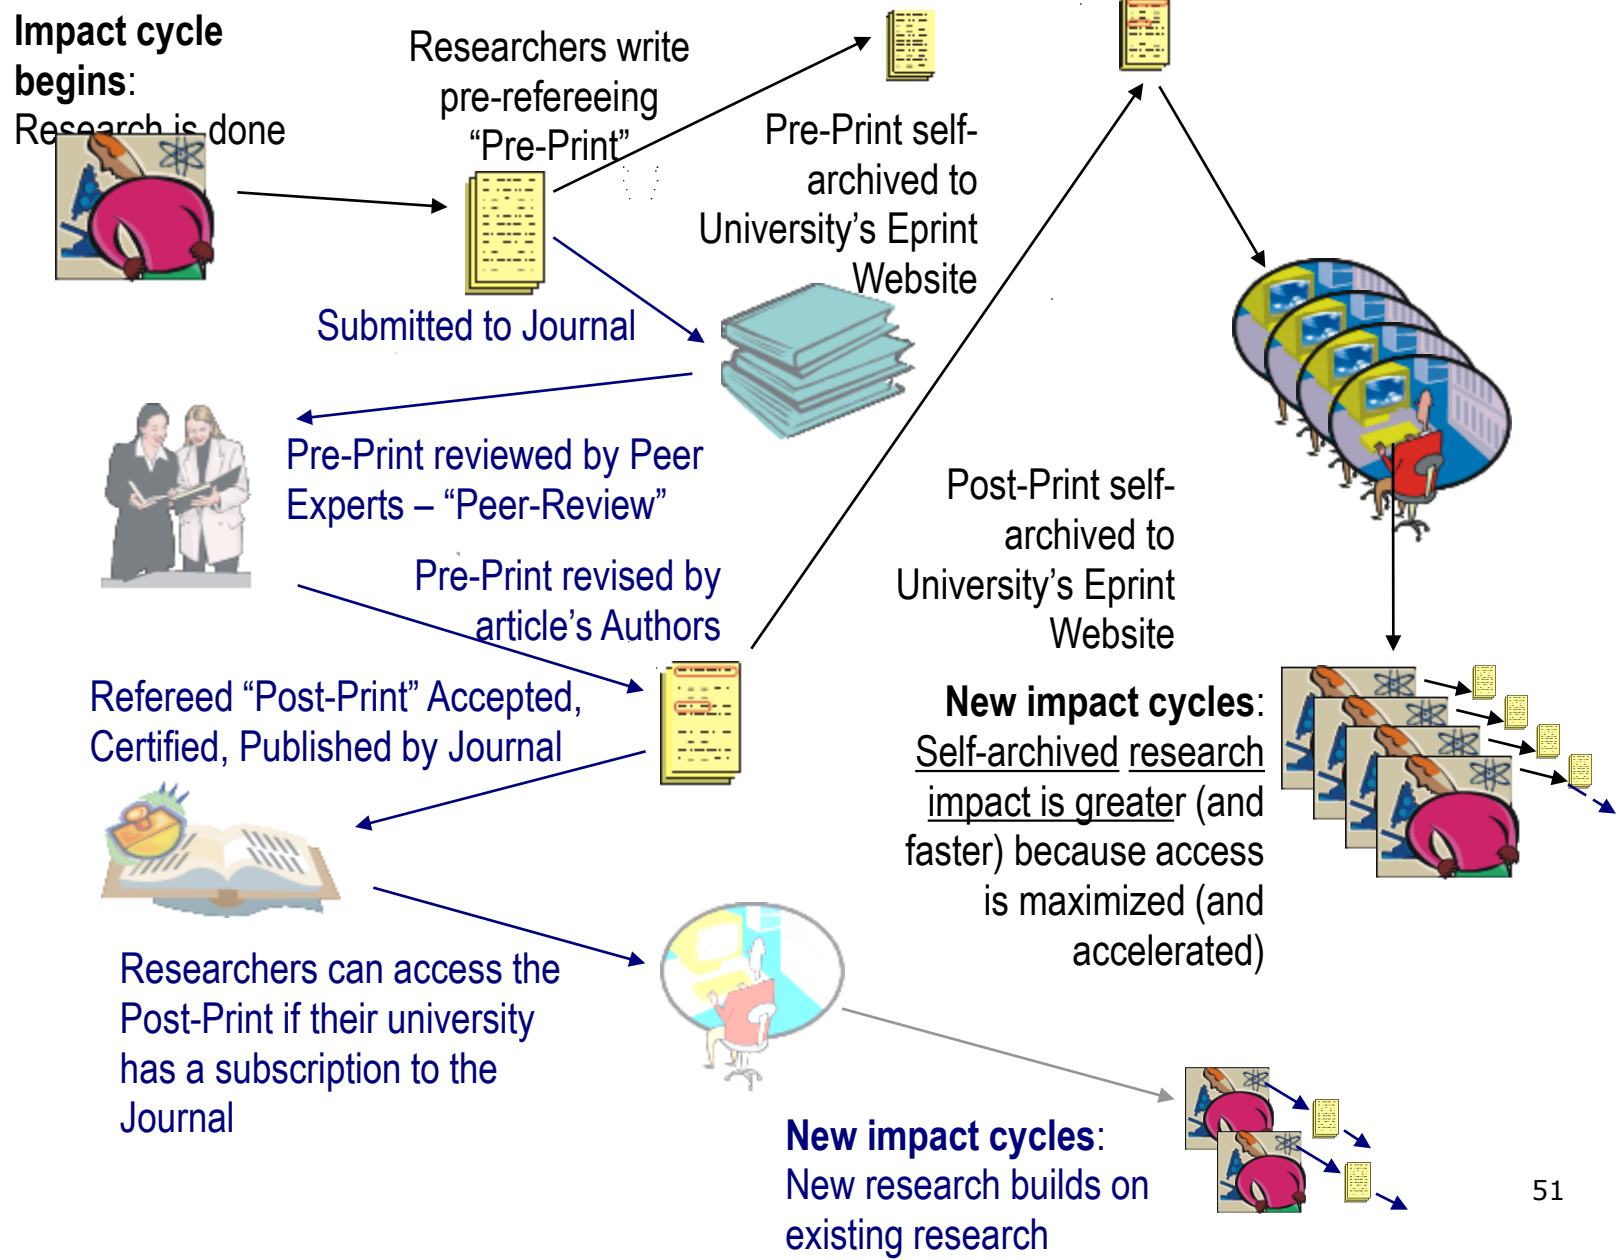 Impact cycle
begins:
Research is done
Researchers write
pre-refereeing
“Pre-Print”
Pre-Print self-
archived to
University’s Eprint
Website
Submitted to Journal
Pre-Print reviewed by Peer
Experts – “Peer-Review”
Pre-Print revised by
article’s Authors
Refereed “Post-Print” Accepted,
Certified, Published by Journal
Researchers can access the
Post-Print if their university
has a subscription to the
Journal
Post-Print self-
archived to
University’s Eprint
Website
New impact cycles:
Self-archived research
impact is greater (and
faster) because access
is maximized (and
accelerated)
New impact cycles:
New research builds on
existing research
51